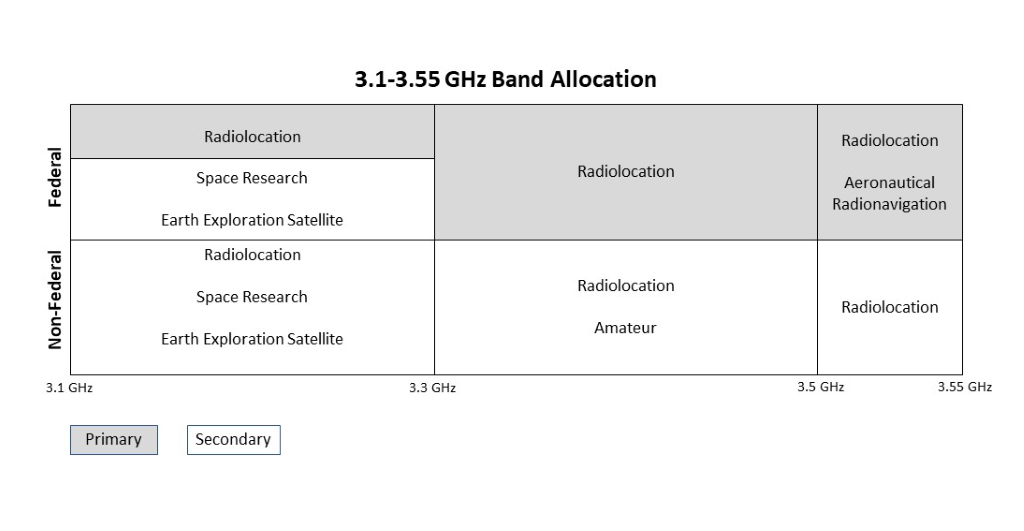 3.1-3.55 GHz Band Allocation
Federal
Radiolocation
Space Research
Earth Exploration Satellite
Radiolocation
Radiolocation
Aeronautical
Radionavigation
Non-Federal
Radiolocation
Space Research
Earth Exploration Satellite
Radiolocation
Amateur
Radiolocation
3.1 GHz
3.3 GHz
3.5 GHz
3.55 GHz
Primary
Secondary